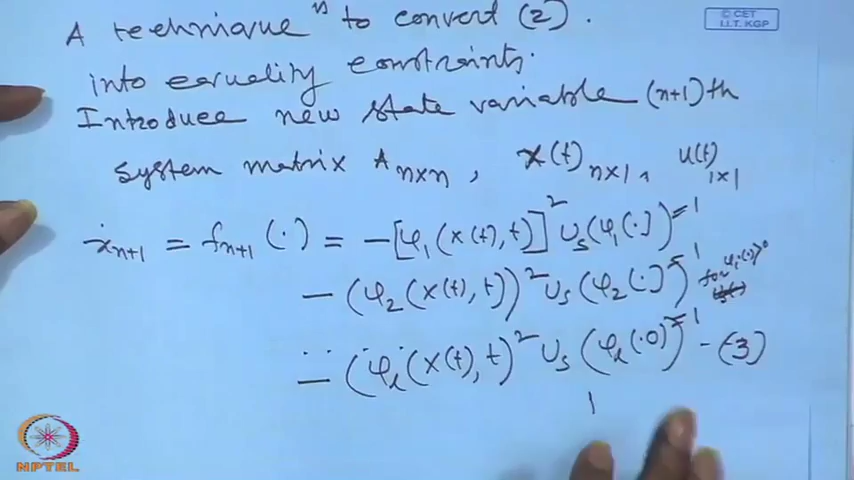 A technique to convert (2).
© CET
I.I.T. KGP
into equality constraints.
Introduce new state variable (n+1)th
system matrix A n×n, x(t) n×1, u(t) 1×1
ẋn+1 = fn+1 (·) = -[φ1(x(t),t)]² Us(φ1(·)) = 1
- (φ2(x(t),t))² Us(φ2(·)) = 1 for φi(·)>0
- (φl(x(t),t)² Us(φl(·0) = 1 - (3)
NPTEL